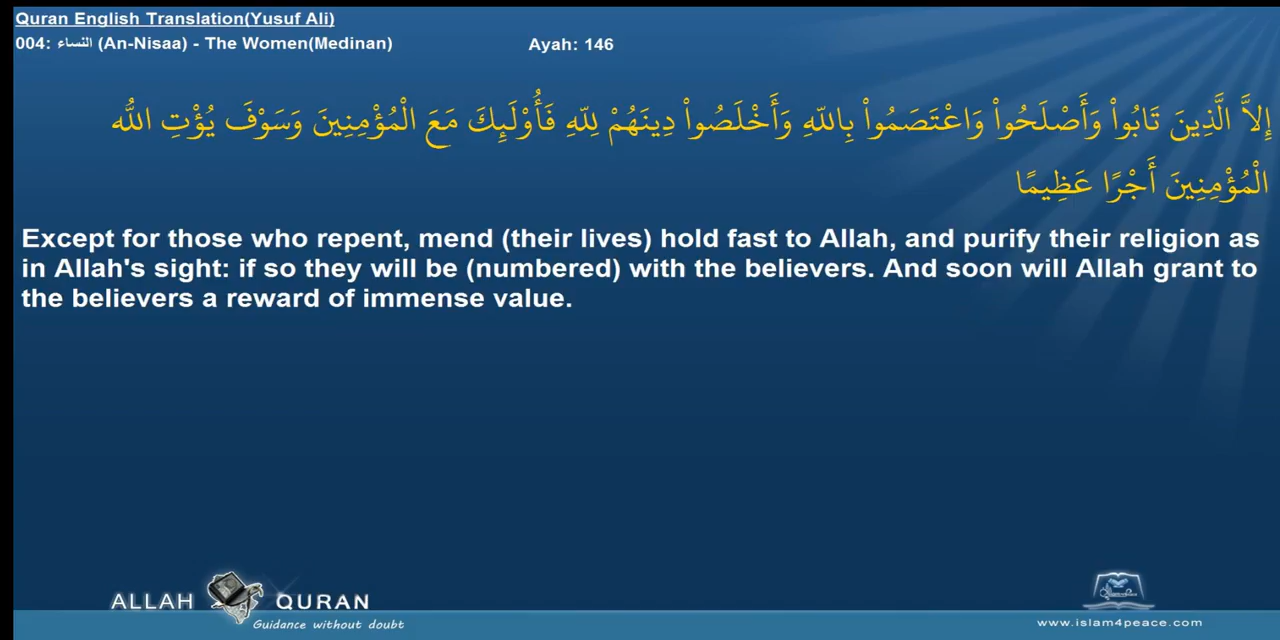 Quran English Translation(Yusuf Ali)
004: النساء (An-Nisaa) - The Women(Medinan)
Ayah: 146
إِلاَّ الَّذِينَ تَابُواْ وَأَصْلَحُواْ وَاعْتَصَمُواْ بِاللّهِ وَأَخْلَصُواْ دِينَهُمْ لِلّهِ فَأُوْلَئِكَ مَعَ الْمُؤْمِنِينَ وَسَوْفَ يُؤْتِ اللّهُ
الْمُؤْمِنِينَ أَجْرًا عَظِيمًا
Except for those who repent, mend (their lives) hold fast to Allah, and purify their religion as
in Allah's sight: if so they will be (numbered) with the believers. And soon will Allah grant to
the believers a reward of immense value.
ALLAH QURAN
Guidance without doubt
www.islam4peace.com